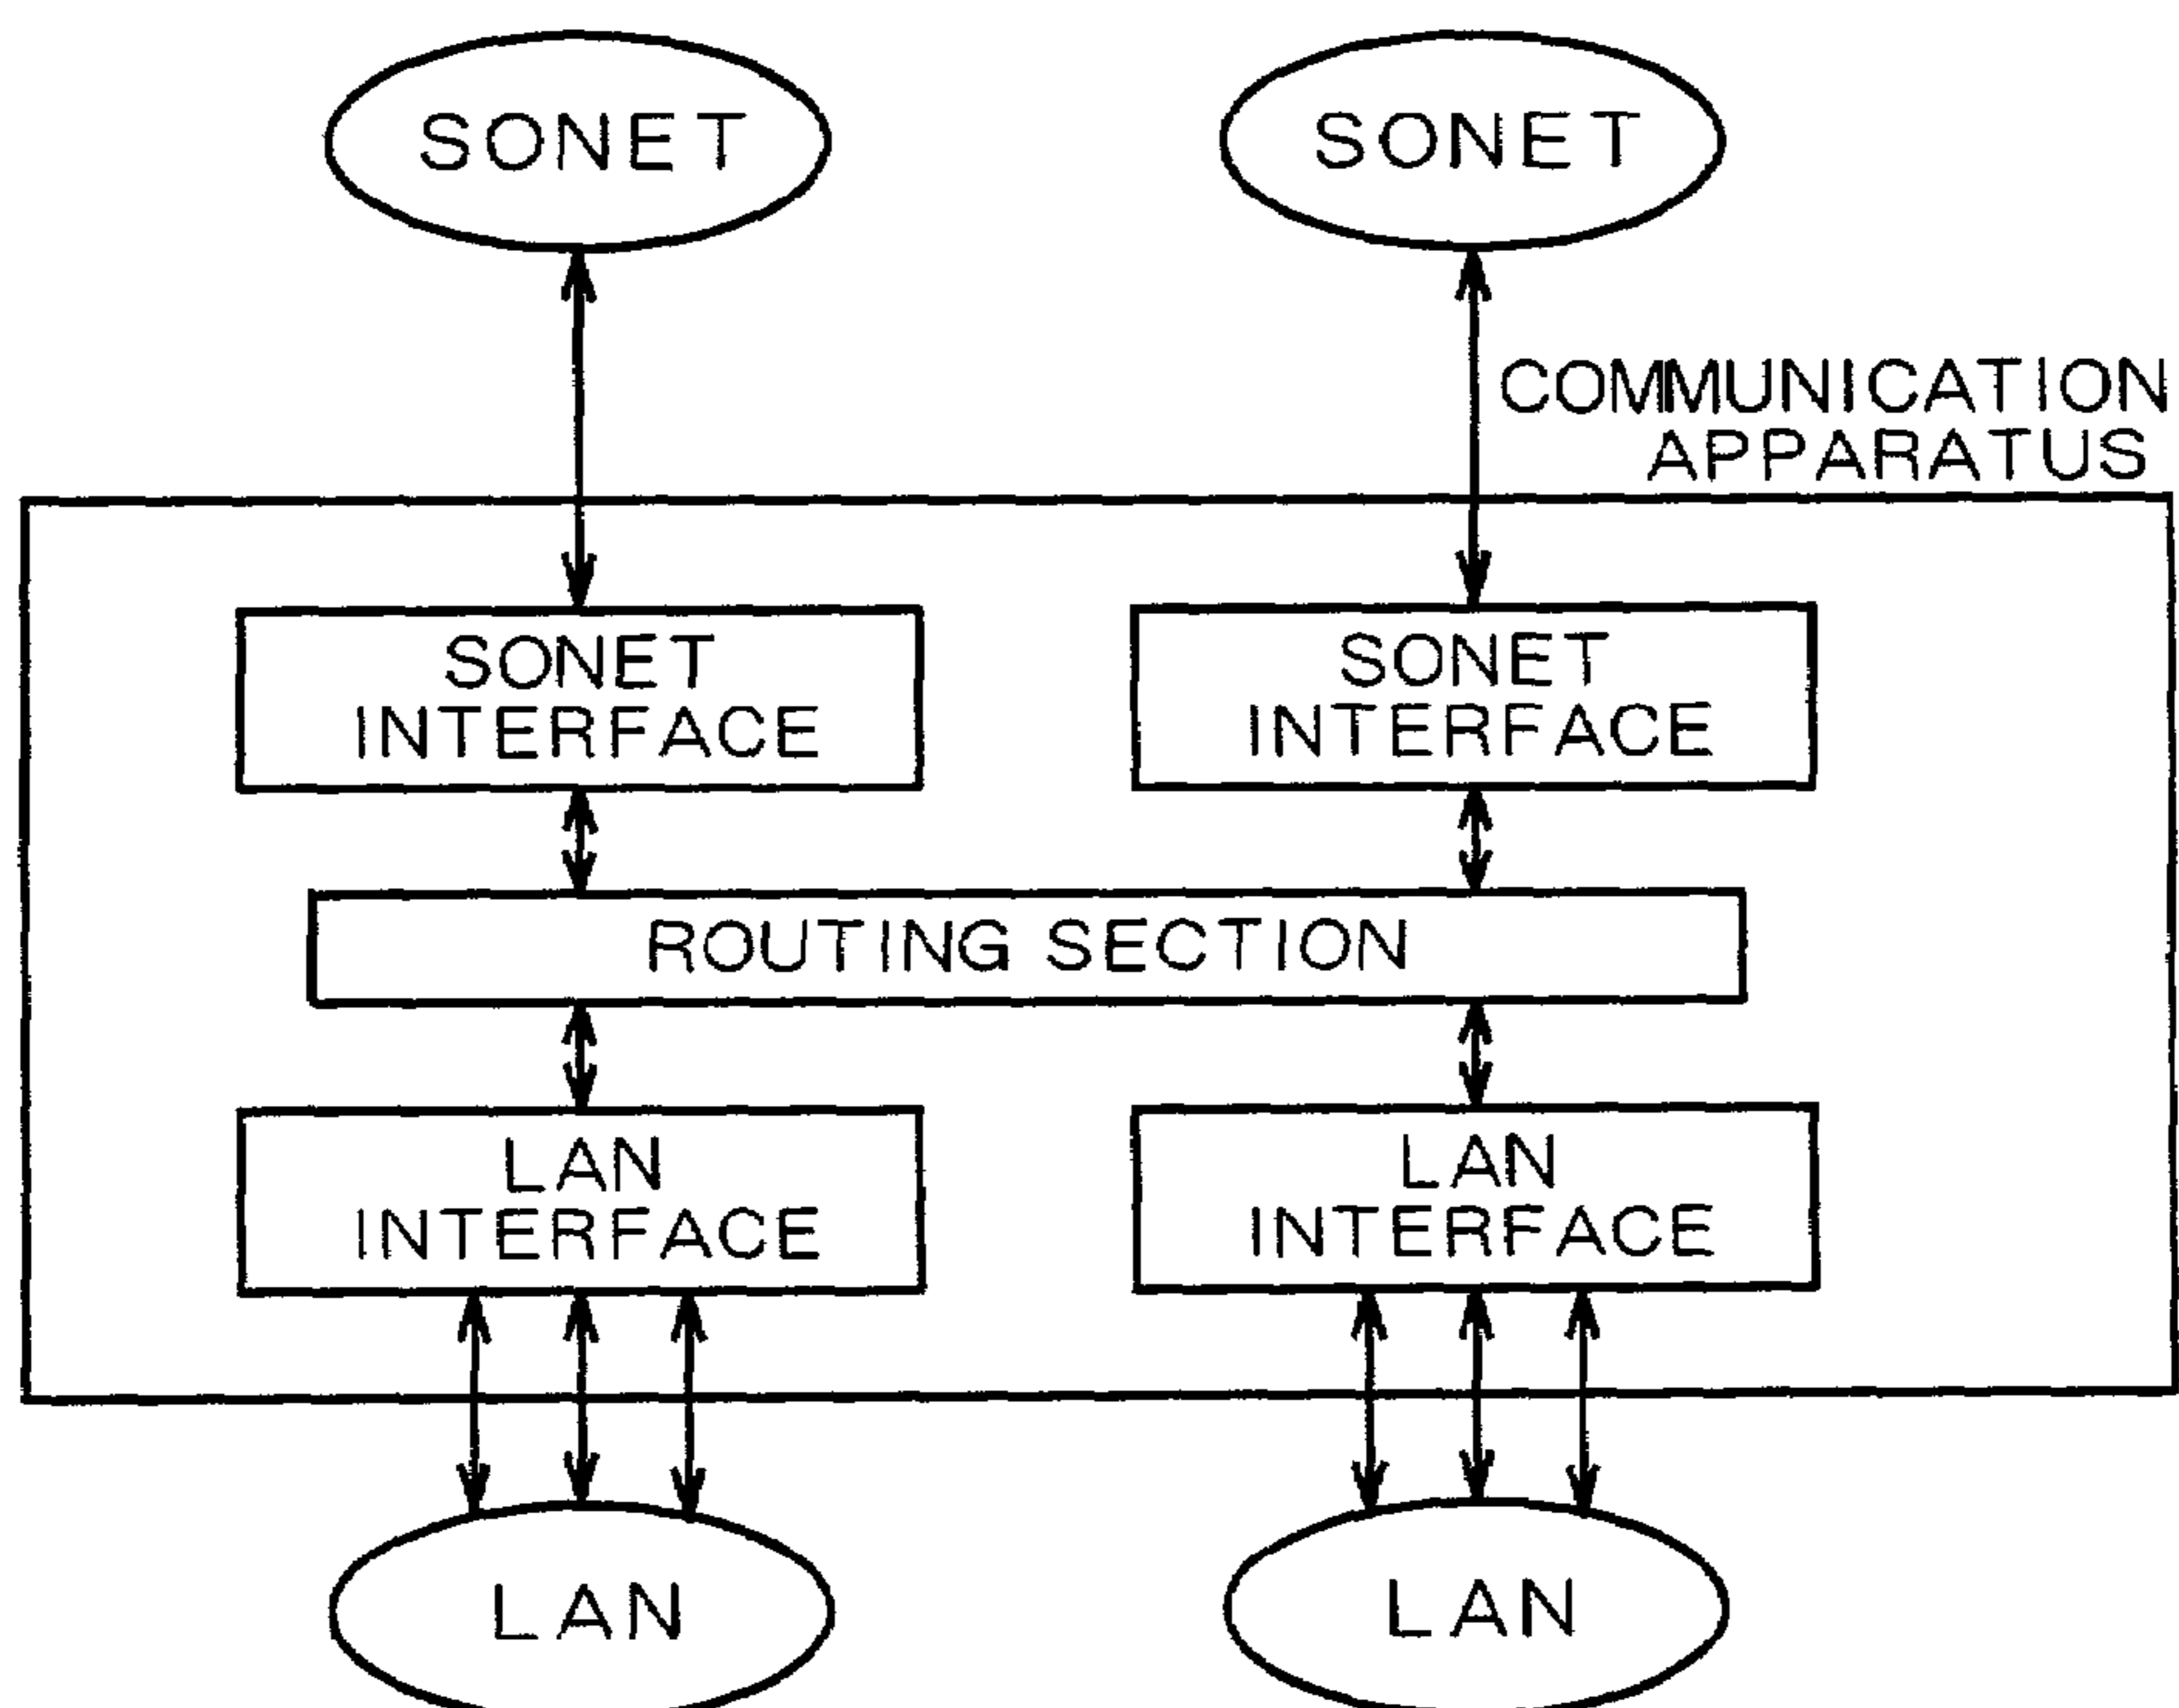 SONET
SONET
COMMUNICATION
APPARATUS
SONET
INTERFACE
SONET
INTERFACE
ROUTING SECTION
LAN
INTERFACE
LAN
INTERFACE
LAN
LAN